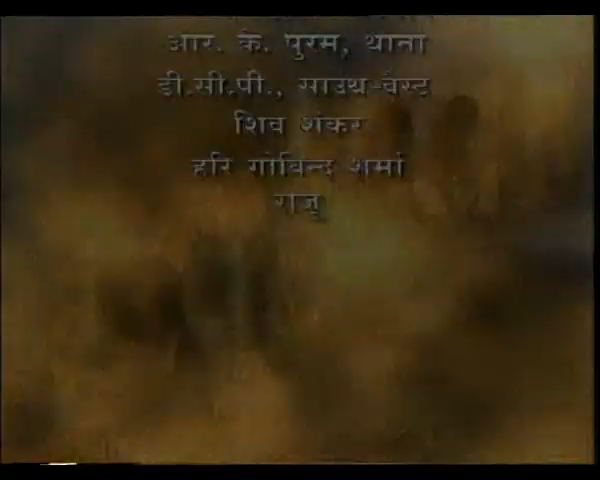 आर. के. पुरम, थाना
डी.सी.पी., साउथ-वैस्ट
शिव शंकर
हरि गोविन्द शर्मा
राजू